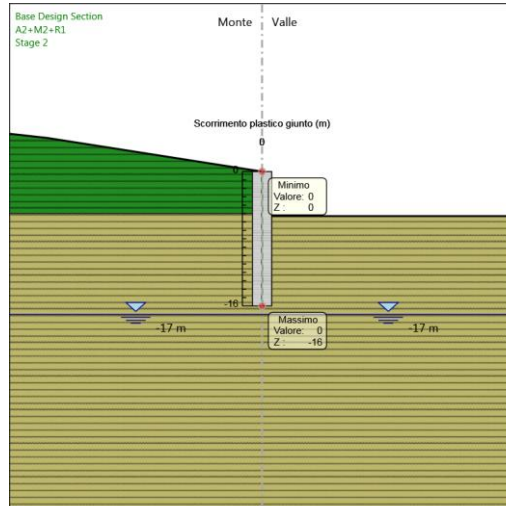 Base Design Section
A2+M2+R1
Stage 2
Monte
Valle
Scorrimento plastico giunto (m)
0
0
Minimo
Valore: 0
Z : 0
-16
Massimo
Valore: 0
Z : -16
-17 m
-17 m